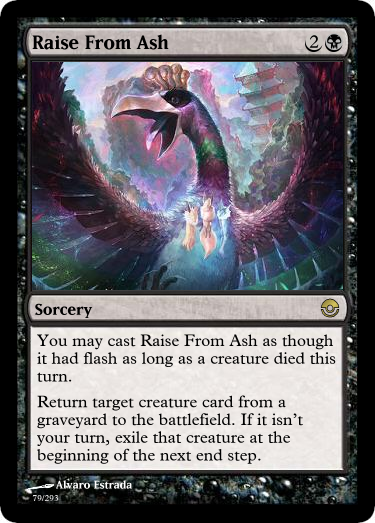 Raise From Ash 2
Sorcery
You may cast Raise From Ash as though
it had flash as long as a creature died this
turn.
Return target creature card from a
graveyard to the battlefield. If it isn't
your turn, exile that creature at the
beginning of the next end step.
Alvaro Estrada
79/293